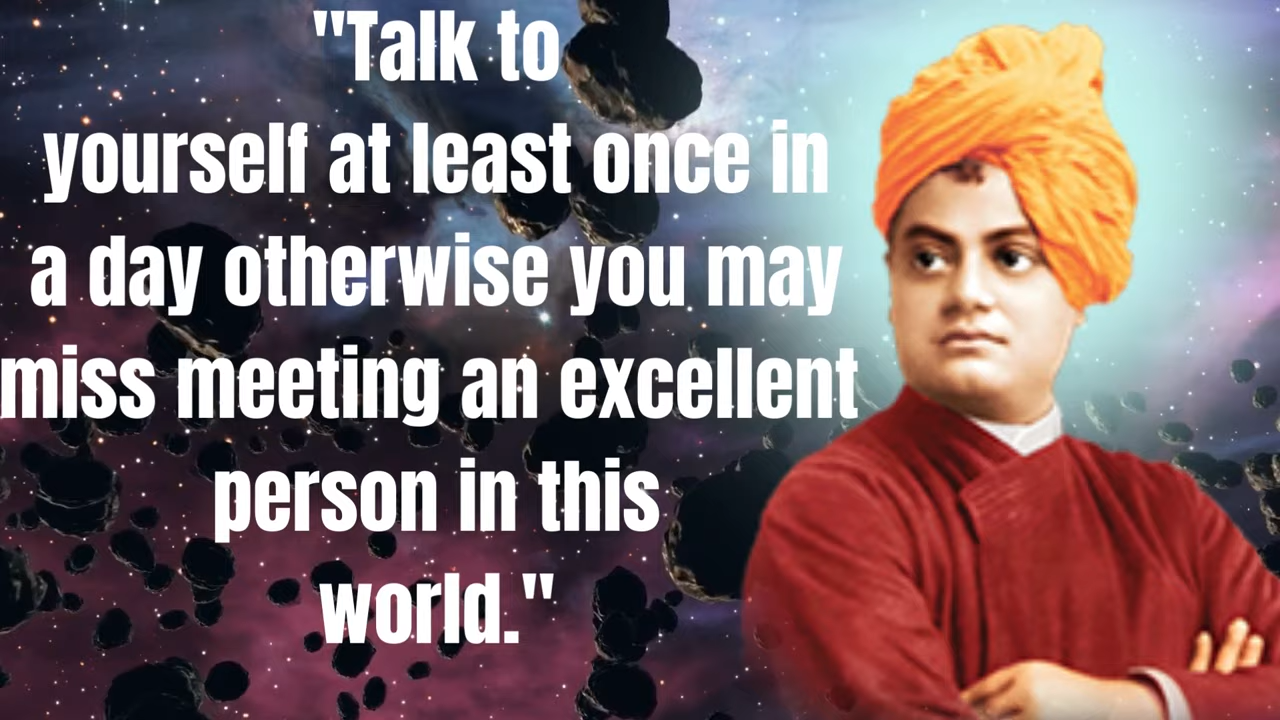 "Talk to
yourself at least once in
a day otherwise you may
miss meeting an excellent
person in this
world."